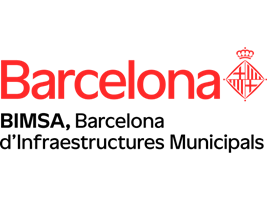 Barcelona
BIMSA, Barcelona
d'Infraestructures Municipals